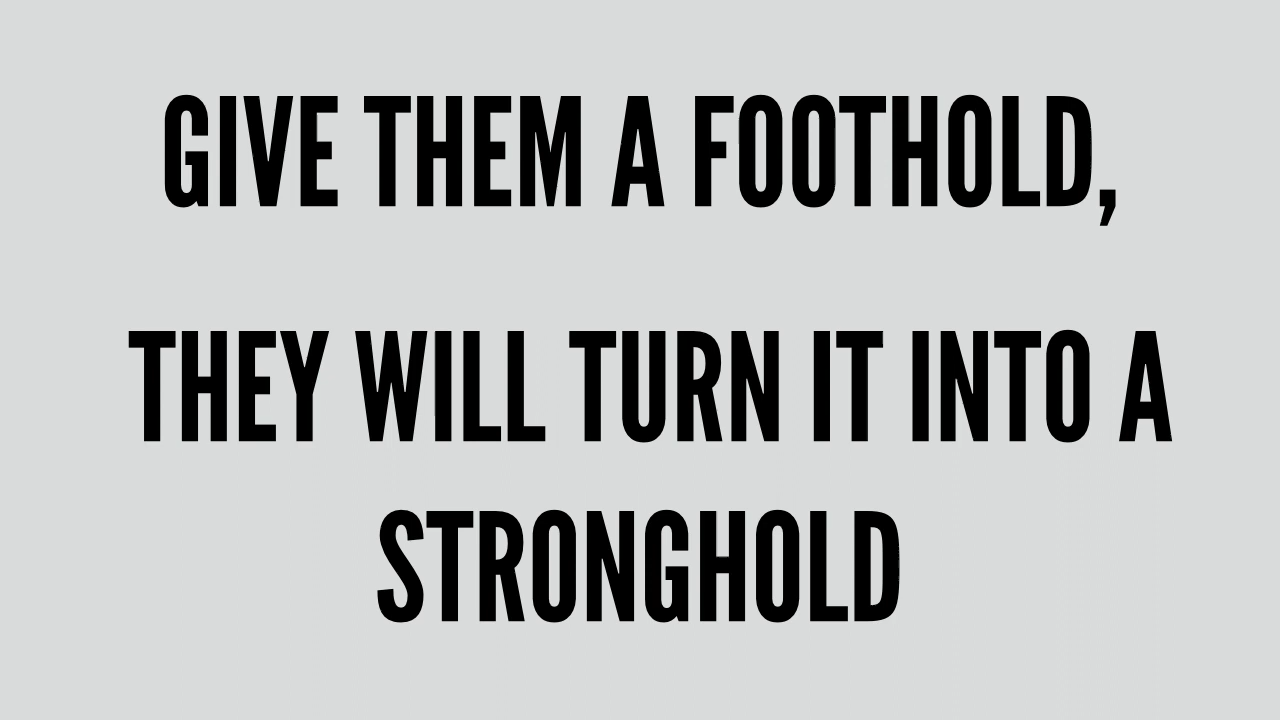 GIVE THEM A FOOTHOLD,
THEY WILL TURN IT INTO A
STRONGHOLD